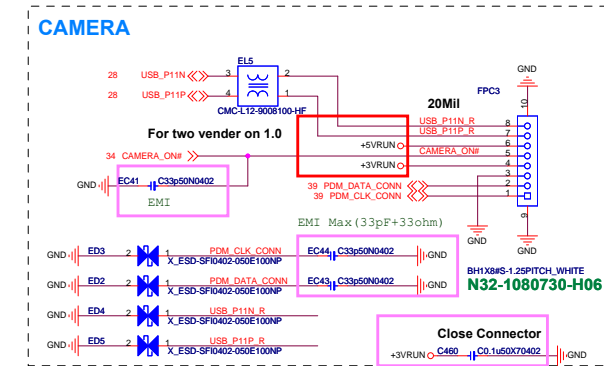 CAMERA
EL5
28 USB_P11N 3 2
28 USB_P11P 4 1
CMC-L12-9008100-HF
For two vender on 1.0
34 CAMERA_ON#
GND EC41 C33p50N0402
EMI
20Mil
FPC3
GND
10
USB_P11N_R 8
USB_P11P_R 7
+5VRUN 6
CAMERA_ON# 5
+3VRUN 4
3
39 PDM_DATA_CONN 2
39 PDM_CLK_CONN 1
9
GND
GND
BH1X8#S-1.25PITCH_WHITE
N32-1080730-H06
EMI Max(33pF+33ohm)
GND ED3 2 1 PDM_CLK_CONN EC44 C33p50N0402 GND
X_ESD-SFI0402-050E100NP
GND ED2 2 1 PDM_DATA_CONN EC43 C33p50N0402 GND
X_ESD-SFI0402-050E100NP
GND ED4 2 1 USB_P11N_R
X_ESD-SFI0402-050E100NP
GND ED5 2 1 USB_P11P_R
X_ESD-SFI0402-050E100NP
Close Connector
+3VRUN C460 C0.1u50X70402 GND